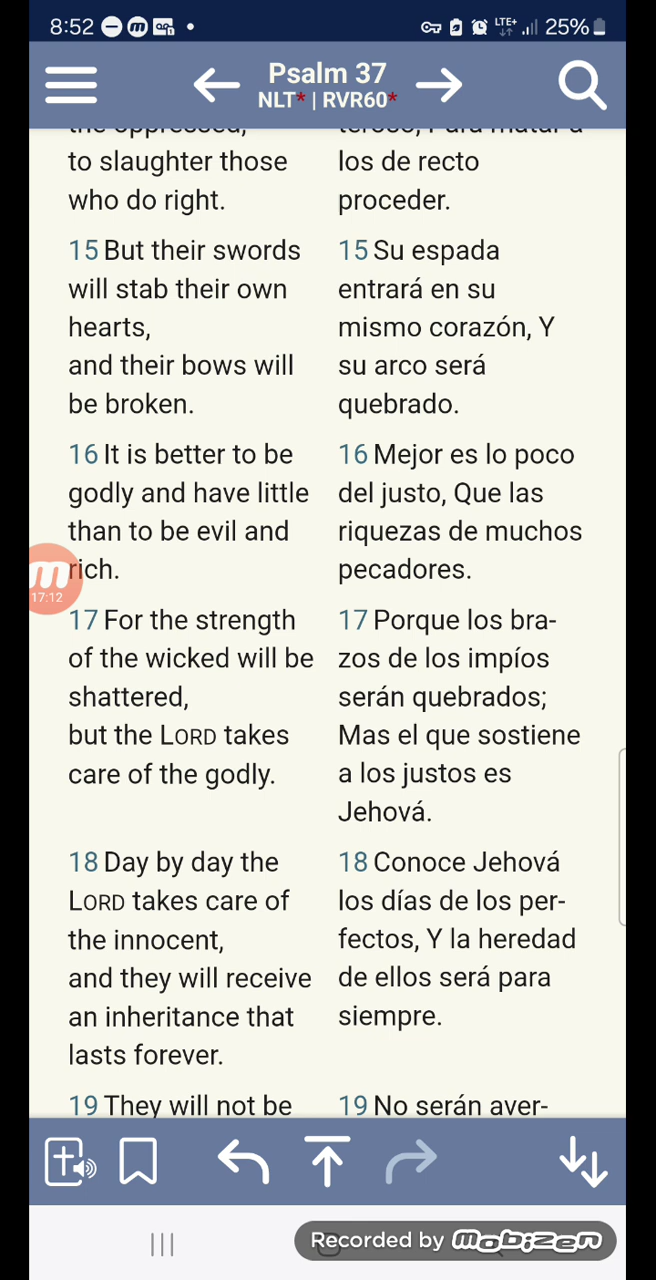 8:52
LTE+
25%
Psalm 37
NLT* | RVR60*
the oppressed,
to slaughter those
who do right.
15 But their swords
will stab their own
hearts,
and their bows will
be broken.
16 It is better to be
godly and have little
than to be evil and
rich.
17 For the strength
of the wicked will be
shattered,
but the LORD takes
care of the godly.
18 Day by day the
LORD takes care of
the innocent,
and they will receive
an inheritance that
lasts forever.
19 They will not be
teroso, Para matar a
los de recto
proceder.
15 Su espada
entrará en su
mismo corazón, Y
su arco será
quebrado.
16 Mejor es lo poco
del justo, Que las
riquezas de muchos
pecadores.
17 Porque los bra-
zos de los impíos
serán quebrados;
Mas el que sostiene
a los justos es
Jehová.
18 Conoce Jehová
los días de los per-
fectos, Y la heredad
de ellos será para
siempre.
19 No serán aver-
m
17:12
Recorded by mobizen